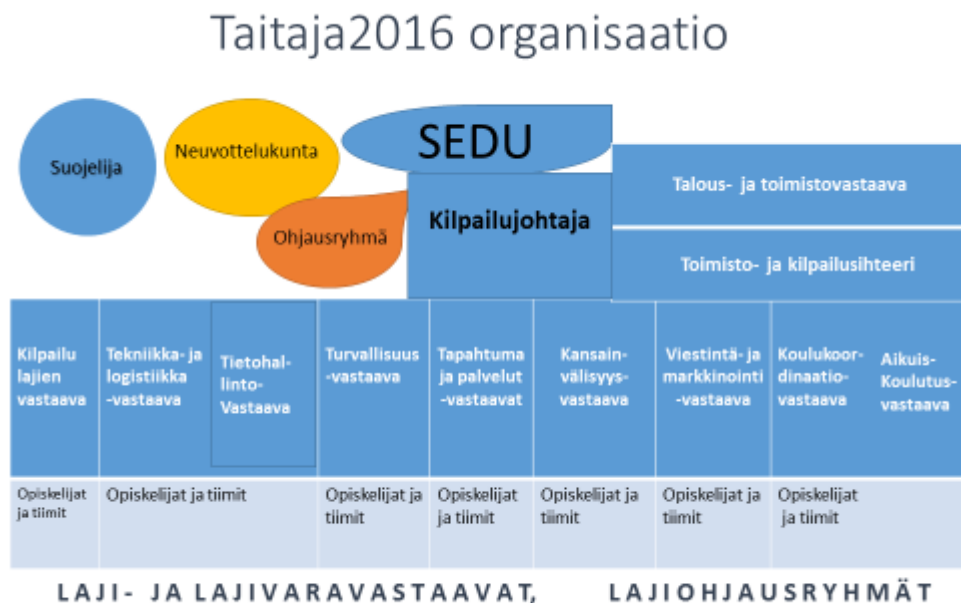 Taitaja2016 organisaatio
Suojelija
Neuvottelukunta
SEDU
Ohjausryhmä
Kilpailujohtaja
Talous- ja toimistovastaava
Toimisto- ja kilpailusihteeri
Kilpailu
lajien
vastaava
Tekniikka- ja
logistiikka
-vastaava
Tietohal-
linto-
Vastaava
Turvallisuus
-vastaava
Tapahtuma
ja palvelut
-vastaavat
Kansain-
välisyys-
vastaava
Viestintä- ja
markkinointi
-vastaava
Koulukoor-
dinaatio-
vastaava
Aikuis-
Koulutus-
vastaava
Opiskelijat
ja tiimit
Opiskelijat ja tiimit
Opiskelijat ja
tiimit
Opiskelijat
ja tiimit
Opiskelijat ja
tiimit
Opiskelijat ja
tiimit
Opiskelijat
ja tiimit
LAJI- JA LAJIVARAVASTAAVAT, LAJIOHJAUSRYHMÄT